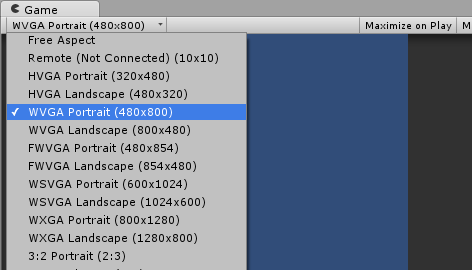 Game
WVGA Portrait (480x800)
Maximize on Play
Free Aspect
Remote (Not Connected) (10x10)
HVGA Portrait (320x480)
HVGA Landscape (480x320)
WVGA Portrait (480x800)
WVGA Landscape (800x480)
FWVGA Portrait (480x854)
FWVGA Landscape (854x480)
WSVGA Portrait (600x1024)
WSVGA Landscape (1024x600)
WXGA Portrait (800x1280)
WXGA Landscape (1280x800)
3:2 Portrait (2:3)